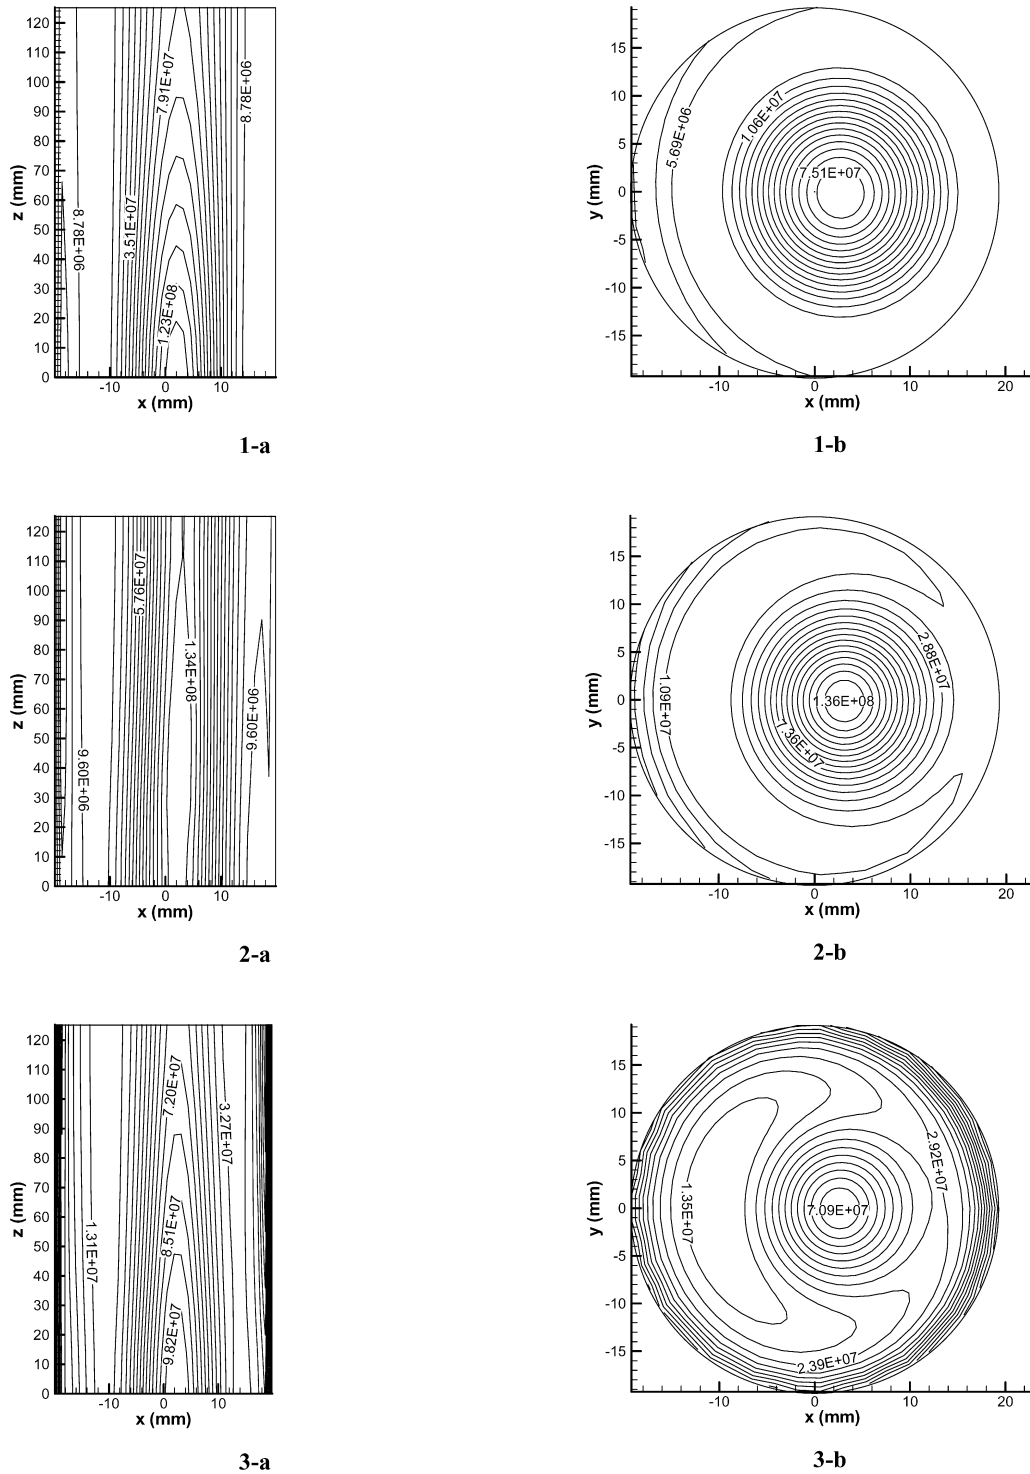 120
110
100
90
80
70
60
50
40
30
20
10
0
z (mm)
7.91E+07
8.78E+06
8.78E+06
3.51E+07
1.23E+08
-10 0 10
x (mm)
1-a
15
10
5
0
-5
-10
-15
y (mm)
5.69E+06
1.06E+07
7.51E+07
-10 0 10 20
x (mm)
1-b
120
110
100
90
80
70
60
50
40
30
20
10
0
z (mm)
5.76E+07
1.34E+08
9.60E+06
9.60E+06
-10 0 10
x (mm)
2-a
15
10
5
0
-5
-10
-15
y (mm)
2.88E+07
1.09E+07
1.36E+08
7.36E+07
-10 0 10 20
x (mm)
2-b
120
110
100
90
80
70
60
50
40
30
20
10
0
z (mm)
7.20E+07
3.27E+07
8.51E+07
1.31E+07
9.82E+07
-10 0 10
x (mm)
3-a
15
10
5
0
-5
-10
-15
y (mm)
2.92E+07
1.35E+07
7.09E+07
2.39E+07
-10 0 10 20
x (mm)
3-b